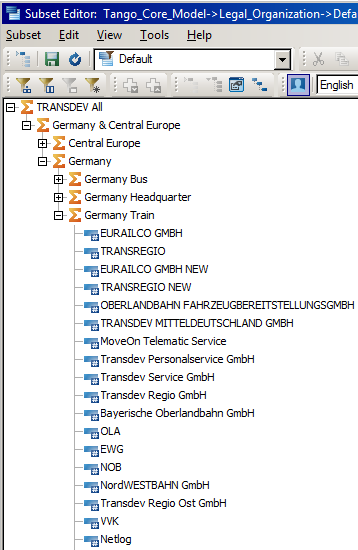 Subset Editor: Tango_Core_Model->Legal_Organization->Defa
Subset Edit View Tools Help
Default
English
TRANSDEV All
Germany & Central Europe
Central Europe
Germany
Germany Bus
Germany Headquarter
Germany Train
EURAILCO GMBH
TRANSREGIO
EURAILCO GMBH NEW
TRANSREGIO NEW
OBERLANDBAHN FAHRZEUGBEREITSTELLUNGSGMBH
TRANSDEV MITTELDEUTSCHLAND GMBH
MoveOn Telematic Service
Transdev Personalservice GmbH
Transdev Service GmbH
Transdev Regio GmbH
Bayerische Oberlandbahn GmbH
OLA
EWG
NOB
NordWESTBAHN GmbH
Transdev Regio Ost GmbH
VVK
Netlog